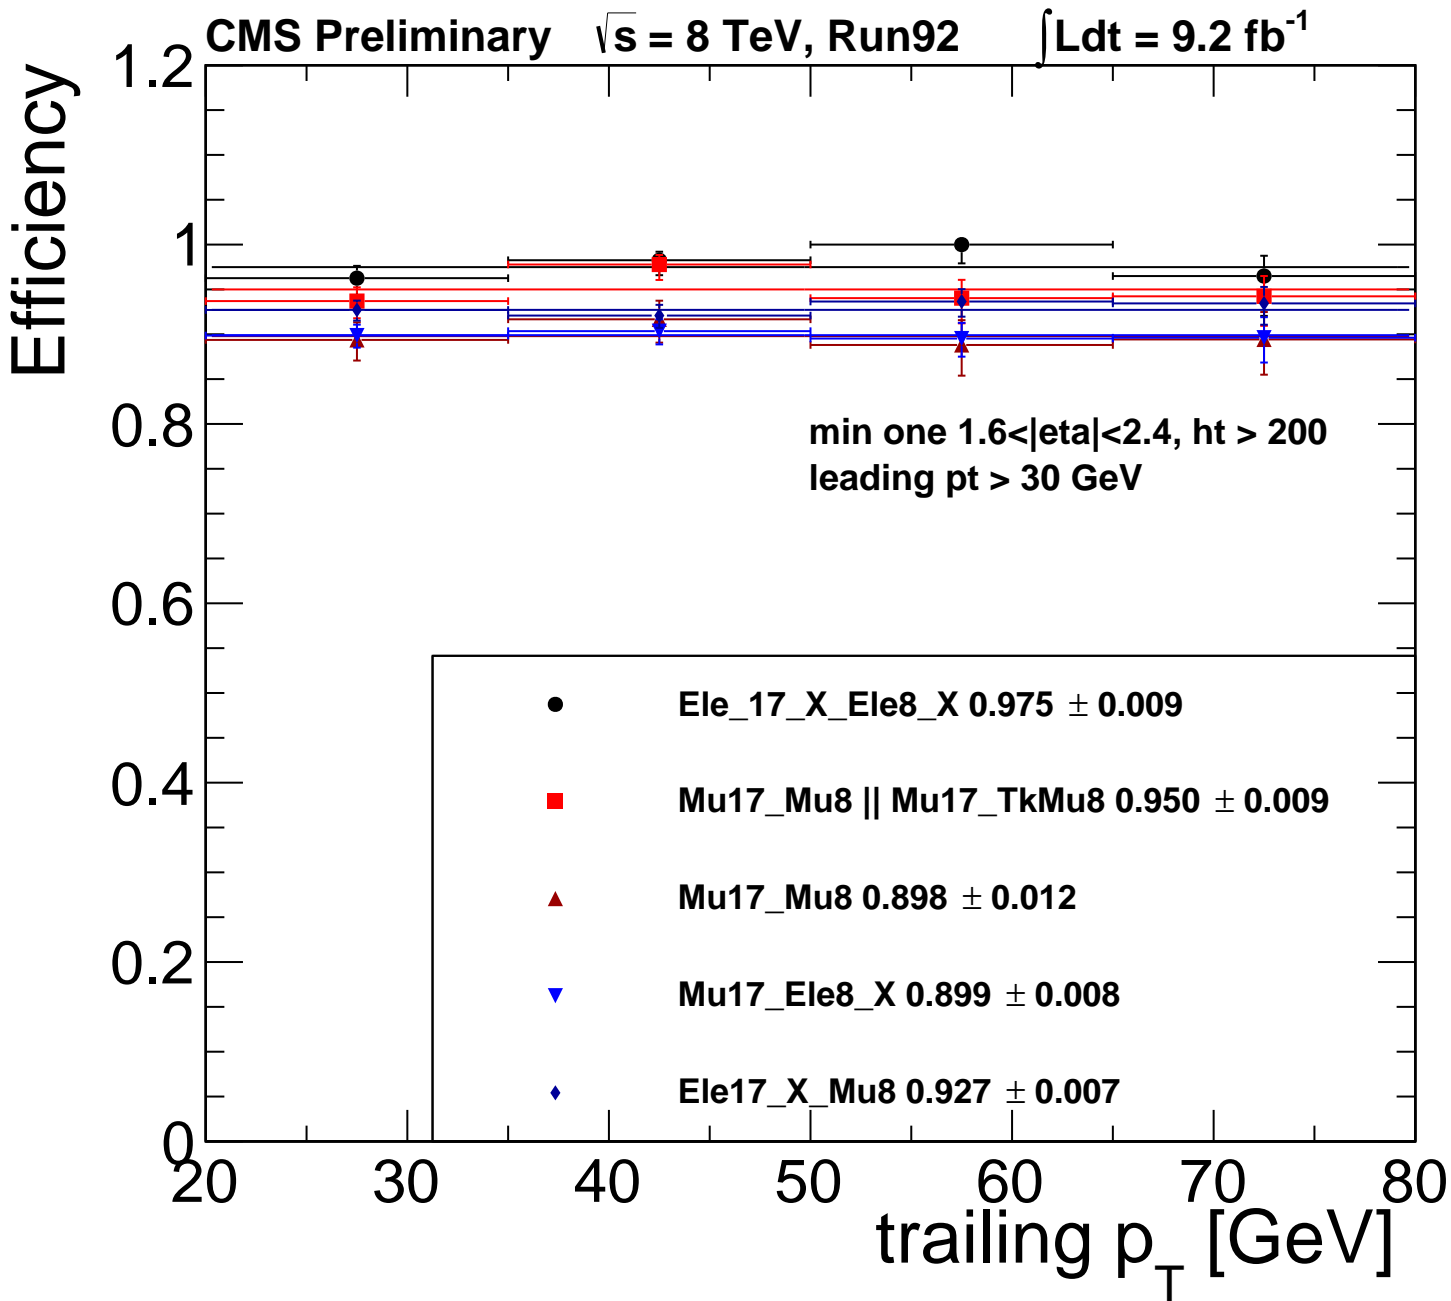 CMS Preliminary √s = 8 TeV, Run92 ∫Ldt = 9.2 fb⁻¹
Efficiency
1.2
1
0.8
0.6
0.4
0.2
0
min one 1.6<|eta|<2.4, ht > 200
leading pt > 30 GeV
Ele_17_X_Ele8_X 0.975 ± 0.009
Mu17_Mu8 || Mu17_TkMu8 0.950 ± 0.009
Mu17_Mu8 0.898 ± 0.012
Mu17_Ele8_X 0.899 ± 0.008
Ele17_X_Mu8 0.927 ± 0.007
20 30 40 50 60 70 80
trailing p_T [GeV]